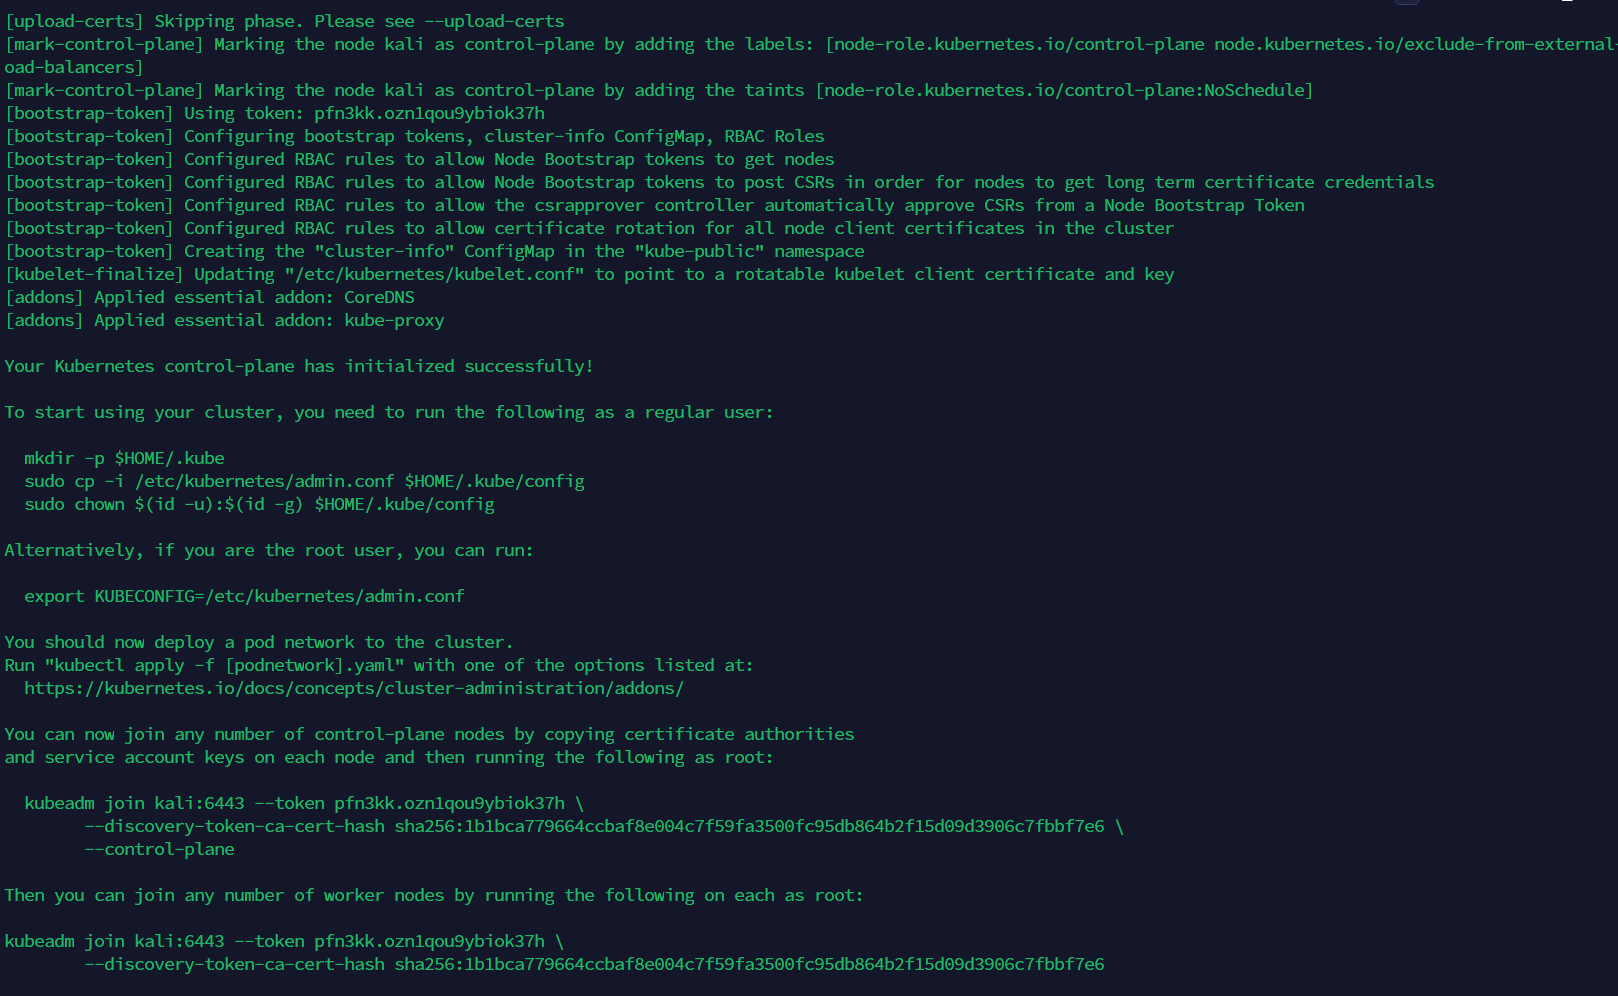 [upload-certs] Skipping phase. Please see --upload-certs
[mark-control-plane] Marking the node kali as control-plane by adding the labels: [node-role.kubernetes.io/control-plane node.kubernetes.io/exclude-from-external-
oad-balancers]
[mark-control-plane] Marking the node kali as control-plane by adding the taints [node-role.kubernetes.io/control-plane:NoSchedule]
[bootstrap-token] Using token: pfn3kk.ozn1qou9ybiok37h
[bootstrap-token] Configuring bootstrap tokens, cluster-info ConfigMap, RBAC Roles
[bootstrap-token] Configured RBAC rules to allow Node Bootstrap tokens to get nodes
[bootstrap-token] Configured RBAC rules to allow Node Bootstrap tokens to post CSRs in order for nodes to get long term certificate credentials
[bootstrap-token] Configured RBAC rules to allow the csrapprover controller automatically approve CSRs from a Node Bootstrap Token
[bootstrap-token] Configured RBAC rules to allow certificate rotation for all node client certificates in the cluster
[bootstrap-token] Creating the "cluster-info" ConfigMap in the "kube-public" namespace
[kubelet-finalize] Updating "/etc/kubernetes/kubelet.conf" to point to a rotatable kubelet client certificate and key
[addons] Applied essential addon: CoreDNS
[addons] Applied essential addon: kube-proxy

Your Kubernetes control-plane has initialized successfully!

To start using your cluster, you need to run the following as a regular user:

  mkdir -p $HOME/.kube
  sudo cp -i /etc/kubernetes/admin.conf $HOME/.kube/config
  sudo chown $(id -u):$(id -g) $HOME/.kube/config

Alternatively, if you are the root user, you can run:

  export KUBECONFIG=/etc/kubernetes/admin.conf

You should now deploy a pod network to the cluster.
Run "kubectl apply -f [podnetwork].yaml" with one of the options listed at:
  https://kubernetes.io/docs/concepts/cluster-administration/addons/

You can now join any number of control-plane nodes by copying certificate authorities
and service account keys on each node and then running the following as root:

  kubeadm join kali:6443 --token pfn3kk.ozn1qou9ybiok37h \
        --discovery-token-ca-cert-hash sha256:1b1bca779664ccbaf8e004c7f59fa3500fc95db864b2f15d09d3906c7fbbf7e6 \
        --control-plane

Then you can join any number of worker nodes by running the following on each as root:

kubeadm join kali:6443 --token pfn3kk.ozn1qou9ybiok37h \
        --discovery-token-ca-cert-hash sha256:1b1bca779664ccbaf8e004c7f59fa3500fc95db864b2f15d09d3906c7fbbf7e6